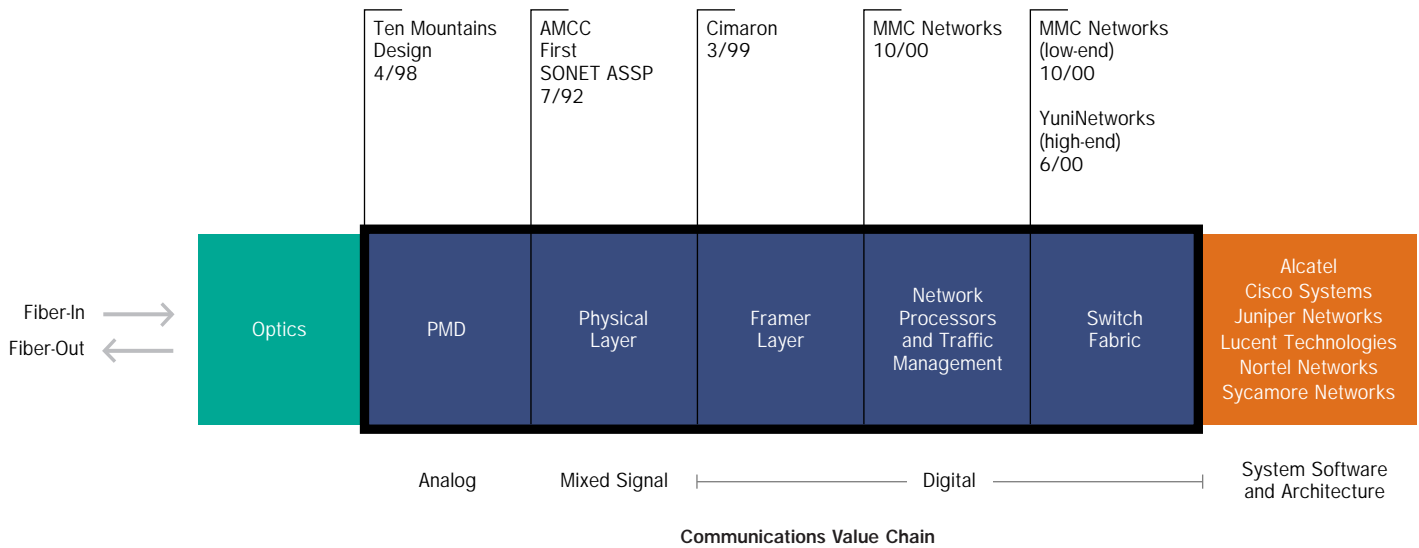 Ten Mountains
Design
4/98
AMCC
First
SONET ASSP
7/92
Cimaron
3/99
MMC Networks
10/00
MMC Networks
(low-end)
10/00
YuniNetworks
(high-end)
6/00
Fiber-In
Fiber-Out
Optics
PMD
Physical
Layer
Framer
Layer
Network
Processors
and Traffic
Management
Switch
Fabric
Alcatel
Cisco Systems
Juniper Networks
Lucent Technologies
Nortel Networks
Sycamore Networks
Analog
Mixed Signal
Digital
System Software
and Architecture
Communications Value Chain